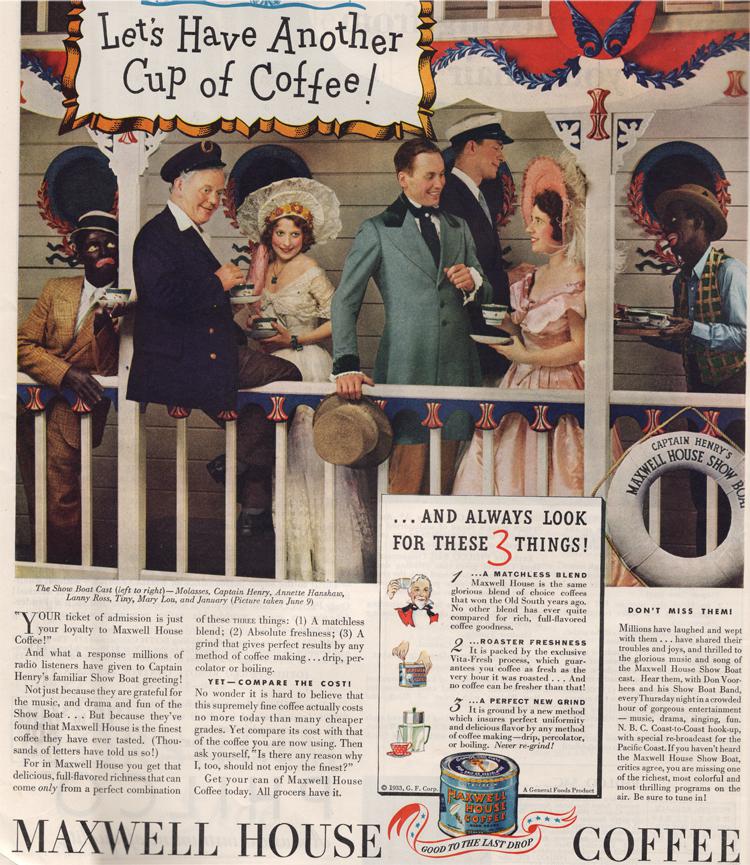 Let's Have Another
Cup of Coffee!
CAPTAIN HENRY'S
MAXWELL HOUSE SHOW BOAT
The Show Boat Cast (left to right)—Molasses, Captain Henry, Annette Hanshaw,
Lanny Ross, Tiny, Mary Lou, and January (Picture taken June 9)
"YOUR ticket of admission is just
your loyalty to Maxwell House
Coffee!"
And what a response millions of
radio listeners have given to Captain
Henry's familiar Show Boat greeting!
Not just because they are grateful for
the music, and drama and fun of the
Show Boat . . . But because they've
found that Maxwell House is the finest
coffee they have ever tasted. (Thou-
sands of letters have told us so!)
For in Maxwell House you get that
delicious, full-flavored richness that can
come only from a perfect combination
of these THREE things: (1) A matchless
blend; (2) Absolute freshness; (3) A
grind that gives perfect results by any
method of coffee making . . . drip, per-
colator or boiling.
YET—COMPARE THE COST!
No wonder it is hard to believe that
this supremely fine coffee actually costs
no more today than many cheaper
grades. Yet compare its cost with that
of the coffee you are now using. Then
ask yourself, "Is there any reason why
I, too, should not enjoy the finest?"
Get your can of Maxwell House
Coffee today. All grocers have it.
. . . AND ALWAYS LOOK
FOR THESE 3 THINGS!
1 . . . A MATCHLESS BLEND
Maxwell House is the same
glorious blend of choice coffees
that won the Old South years ago.
No other blend has ever quite
compared for rich, full-flavored
coffee goodness.
2 . . . ROASTER FRESHNESS
It is packed by the exclusive
Vita-Fresh process, which guar-
antees you coffee as fresh as the
very hour it was roasted . . . And
no coffee can be fresher than that!
3 . . . A PERFECT NEW GRIND
It is ground by a new method
which insures perfect uniformity
and delicious flavor by any method
of coffee making—drip, percolator,
or boiling. Never re-grind!
© 1933, G. F. Corp.
A General Foods Product
MAXWELL
HOUSE
COFFEE
GOOD TO THE LAST DROP
DON'T MISS THEM!
Millions have laughed and wept
with them . . . have shared their
troubles and joys, and thrilled to
the glorious music and song of
the Maxwell House Show Boat
cast. Hear them, with Don Voor-
hees and his Show Boat Band,
every Thursday night in a crowded
hour of gorgeous entertainment
— music, drama, singing, fun.
N. B. C. Coast-to-Coast hook-up,
with special re-broadcast for the
Pacific Coast. If you haven't heard
the Maxwell House Show Boat,
critics agree, you are missing one
of the richest, most colorful and
most thrilling programs on the
air. Be sure to tune in!
MAXWELL HOUSE COFFEE